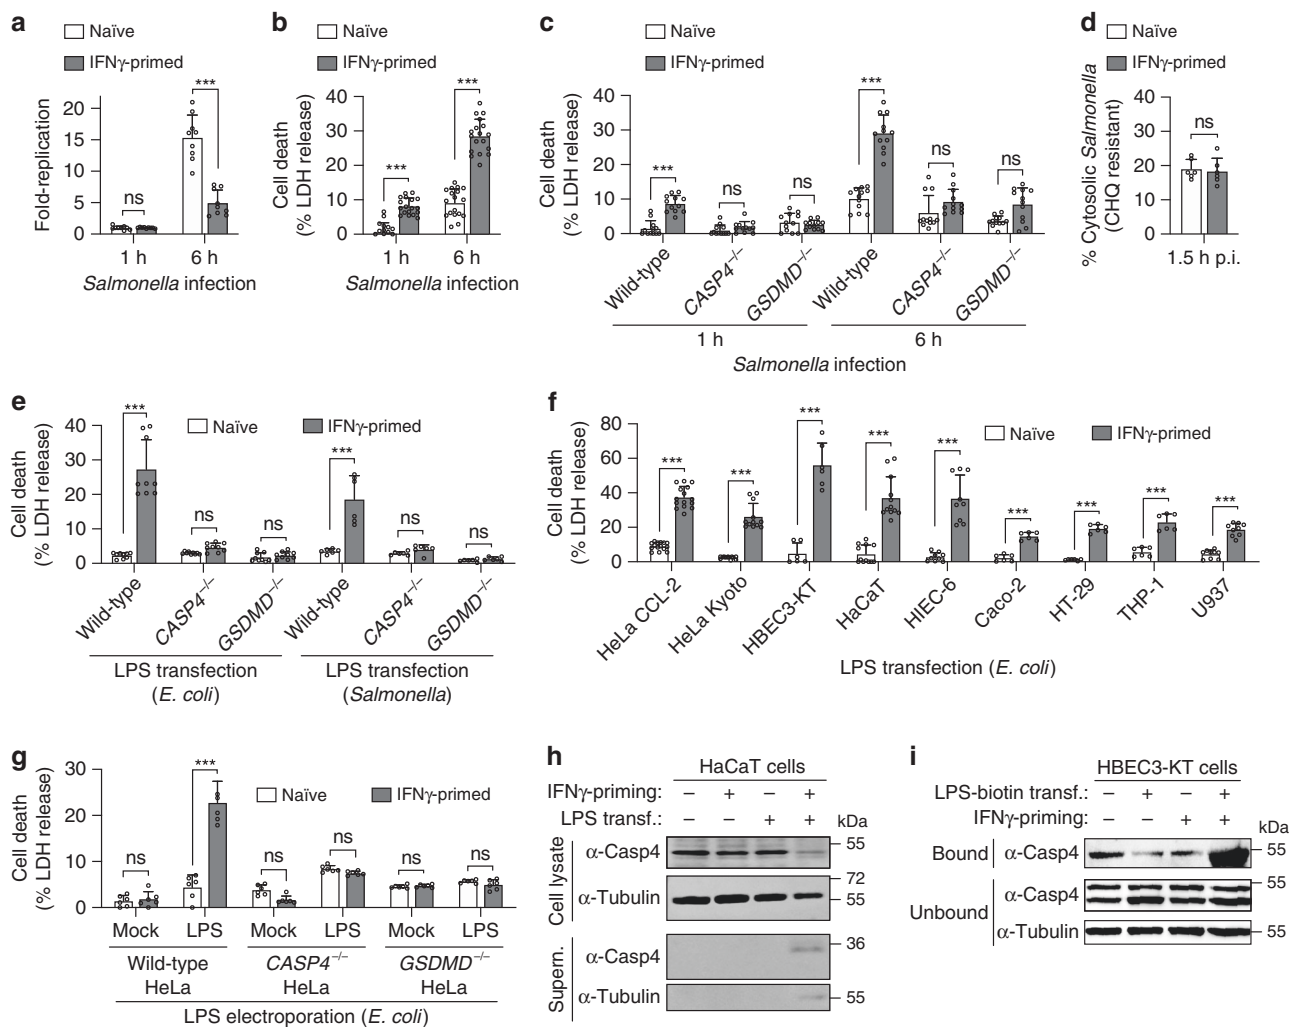 a
Naïve
IFNγ-primed
Fold-replication
20
15
10
5
0
ns
***
1 h
6 h
Salmonella infection
b
Naïve
IFNγ-primed
Cell death
(% LDH release)
40
30
20
10
0
***
***
1 h
6 h
Salmonella infection
c
Naïve
IFNγ-primed
Cell death
(% LDH release)
40
30
20
10
0
***
ns
ns
***
ns
ns
Wild-type
CASP4–/–
GSDMD–/–
Wild-type
CASP4–/–
GSDMD–/–
1 h
6 h
Salmonella infection
d
Naïve
IFNγ-primed
% Cytosolic Salmonella
(CHQ resistant)
40
30
20
10
0
ns
1.5 h p.i.
e
Naïve
IFNγ-primed
Cell death
(% LDH release)
40
30
20
10
0
***
ns
ns
***
ns
ns
Wild-type
CASP4–/–
GSDMD–/–
Wild-type
CASP4–/–
GSDMD–/–
LPS transfection
(E. coli)
LPS transfection
(Salmonella)
f
Naïve
IFNγ-primed
Cell death
(% LDH release)
80
60
40
20
0
***
***
***
***
***
***
***
***
***
HeLa CCL-2
HeLa Kyoto
HBEC3-KT
HaCaT
HIEC-6
Caco-2
HT-29
THP-1
U937
LPS transfection (E. coli)
g
Naïve
IFNγ-primed
Cell death
(% LDH release)
30
20
10
0
ns
***
ns
ns
ns
ns
Mock
LPS
Mock
LPS
Mock
LPS
Wild-type
HeLa
CASP4–/–
HeLa
GSDMD–/–
HeLa
LPS electroporation (E. coli)
h
HaCaT cells
IFNγ-priming: – + – +
LPS transf.: – – + +
kDa
Cell lysate
α-Casp4
55
α-Tubulin
72
55
Supern.
α-Casp4
36
α-Tubulin
55
i
HBEC3-KT cells
LPS-biotin transf.: – + – +
IFNγ-priming: – – + +
kDa
Bound
α-Casp4
55
Unbound
α-Casp4
55
α-Tubulin
55